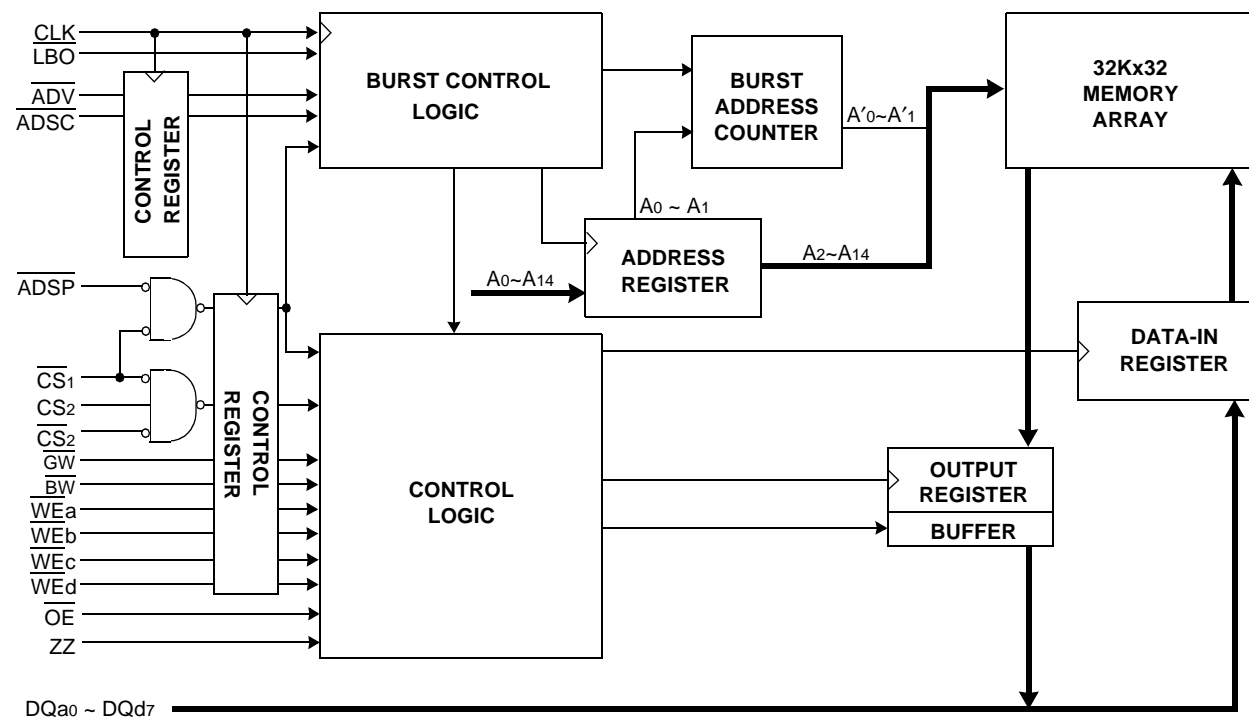 CLK
LBO
ADV
ADSC
CONTROL
REGISTER
BURST CONTROL
LOGIC
BURST
ADDRESS
COUNTER
A′0~A′1
32Kx32
MEMORY
ARRAY
A0 ~ A1
ADDRESS
REGISTER
A2~A14
A0~A14
ADSP
CS1
CS2
CS2
GW
BW
WEa
WEb
WEc
WEd
OE
ZZ
CONTROL
REGISTER
CONTROL
LOGIC
DATA-IN
REGISTER
OUTPUT
REGISTER
BUFFER
DQa0 ~ DQd7